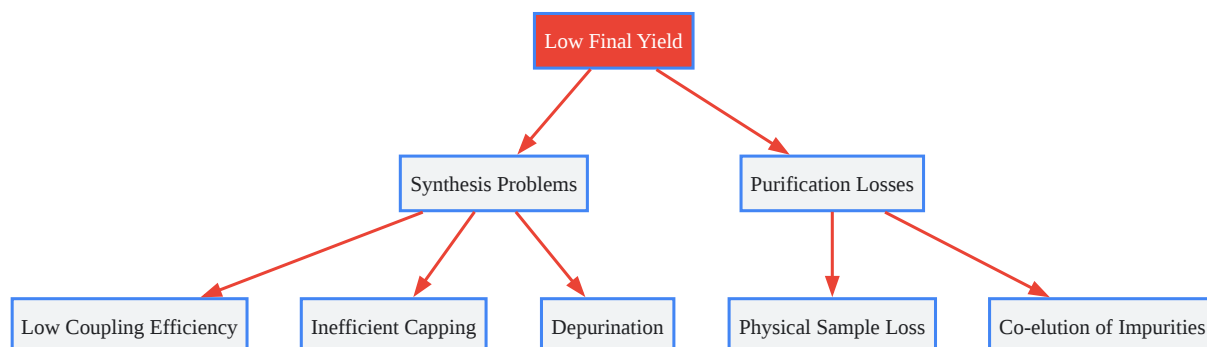 Low Final Yield
Synthesis Problems
Purification Losses
Low Coupling Efficiency
Inefficient Capping
Depurination
Physical Sample Loss
Co-elution of Impurities